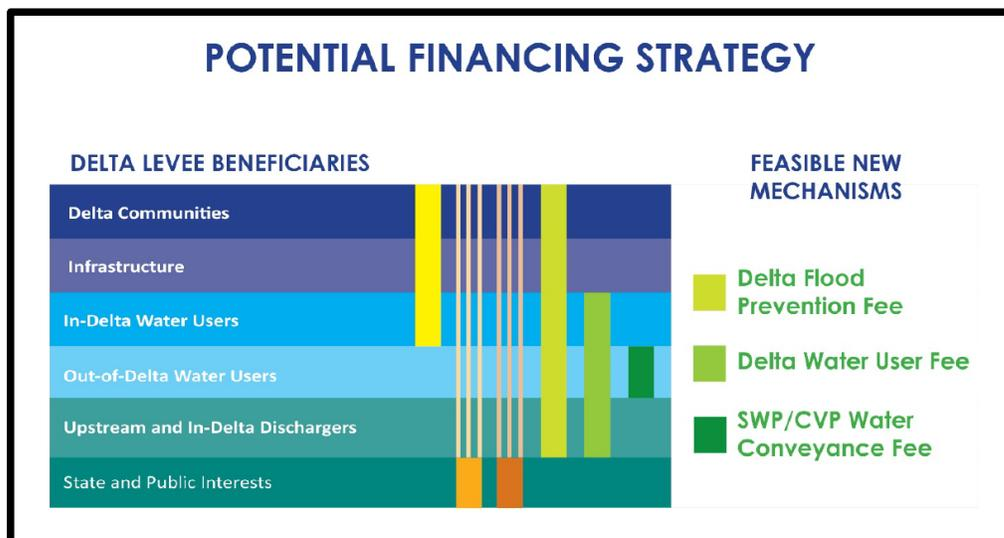 POTENTIAL FINANCING STRATEGY
DELTA LEVEE BENEFICIARIES
Delta Communities
Infrastructure
In-Delta Water Users
Out-of-Delta Water Users
Upstream and In-Delta Dischargers
State and Public Interests
FEASIBLE NEW
MECHANISMS
Delta Flood
Prevention Fee
Delta Water User Fee
SWP/CVP Water
Conveyance Fee